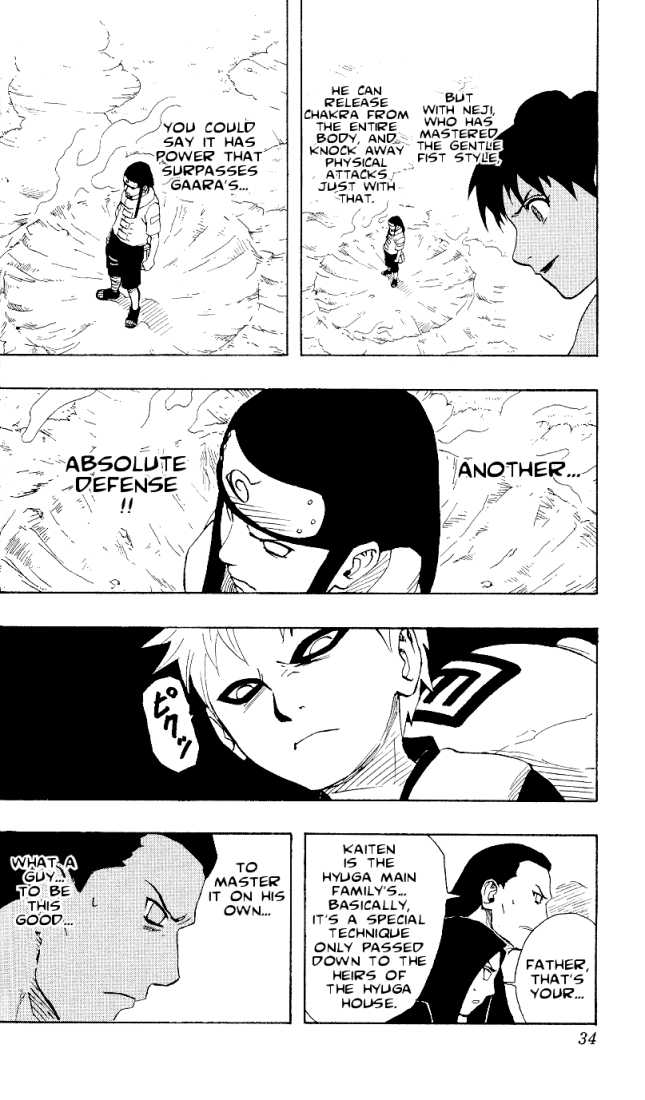 BUT
WITH NEJI,
WHO HAS
MASTERED
THE GENTLE
FIST STYLE,
HE CAN
RELEASE
CHAKRA FROM
THE ENTIRE
BODY, AND
KNOCK AWAY
PHYSICAL
ATTACKS
JUST WITH
THAT.
YOU COULD
SAY IT HAS
POWER THAT
SURPASSES
GAARA'S...
ANOTHER...
ABSOLUTE
DEFENSE
!!
ピクッ
FATHER,
THAT'S
YOUR...
KAITEN
IS THE
HYUGA MAIN
FAMILY'S...
BASICALLY,
IT'S A SPECIAL
TECHNIQUE
ONLY PASSED
DOWN TO THE
HEIRS OF
THE HYUGA
HOUSE.
TO
MASTER
IT ON HIS
OWN...
WHAT A
GUY...
TO BE
THIS
GOOD...
34